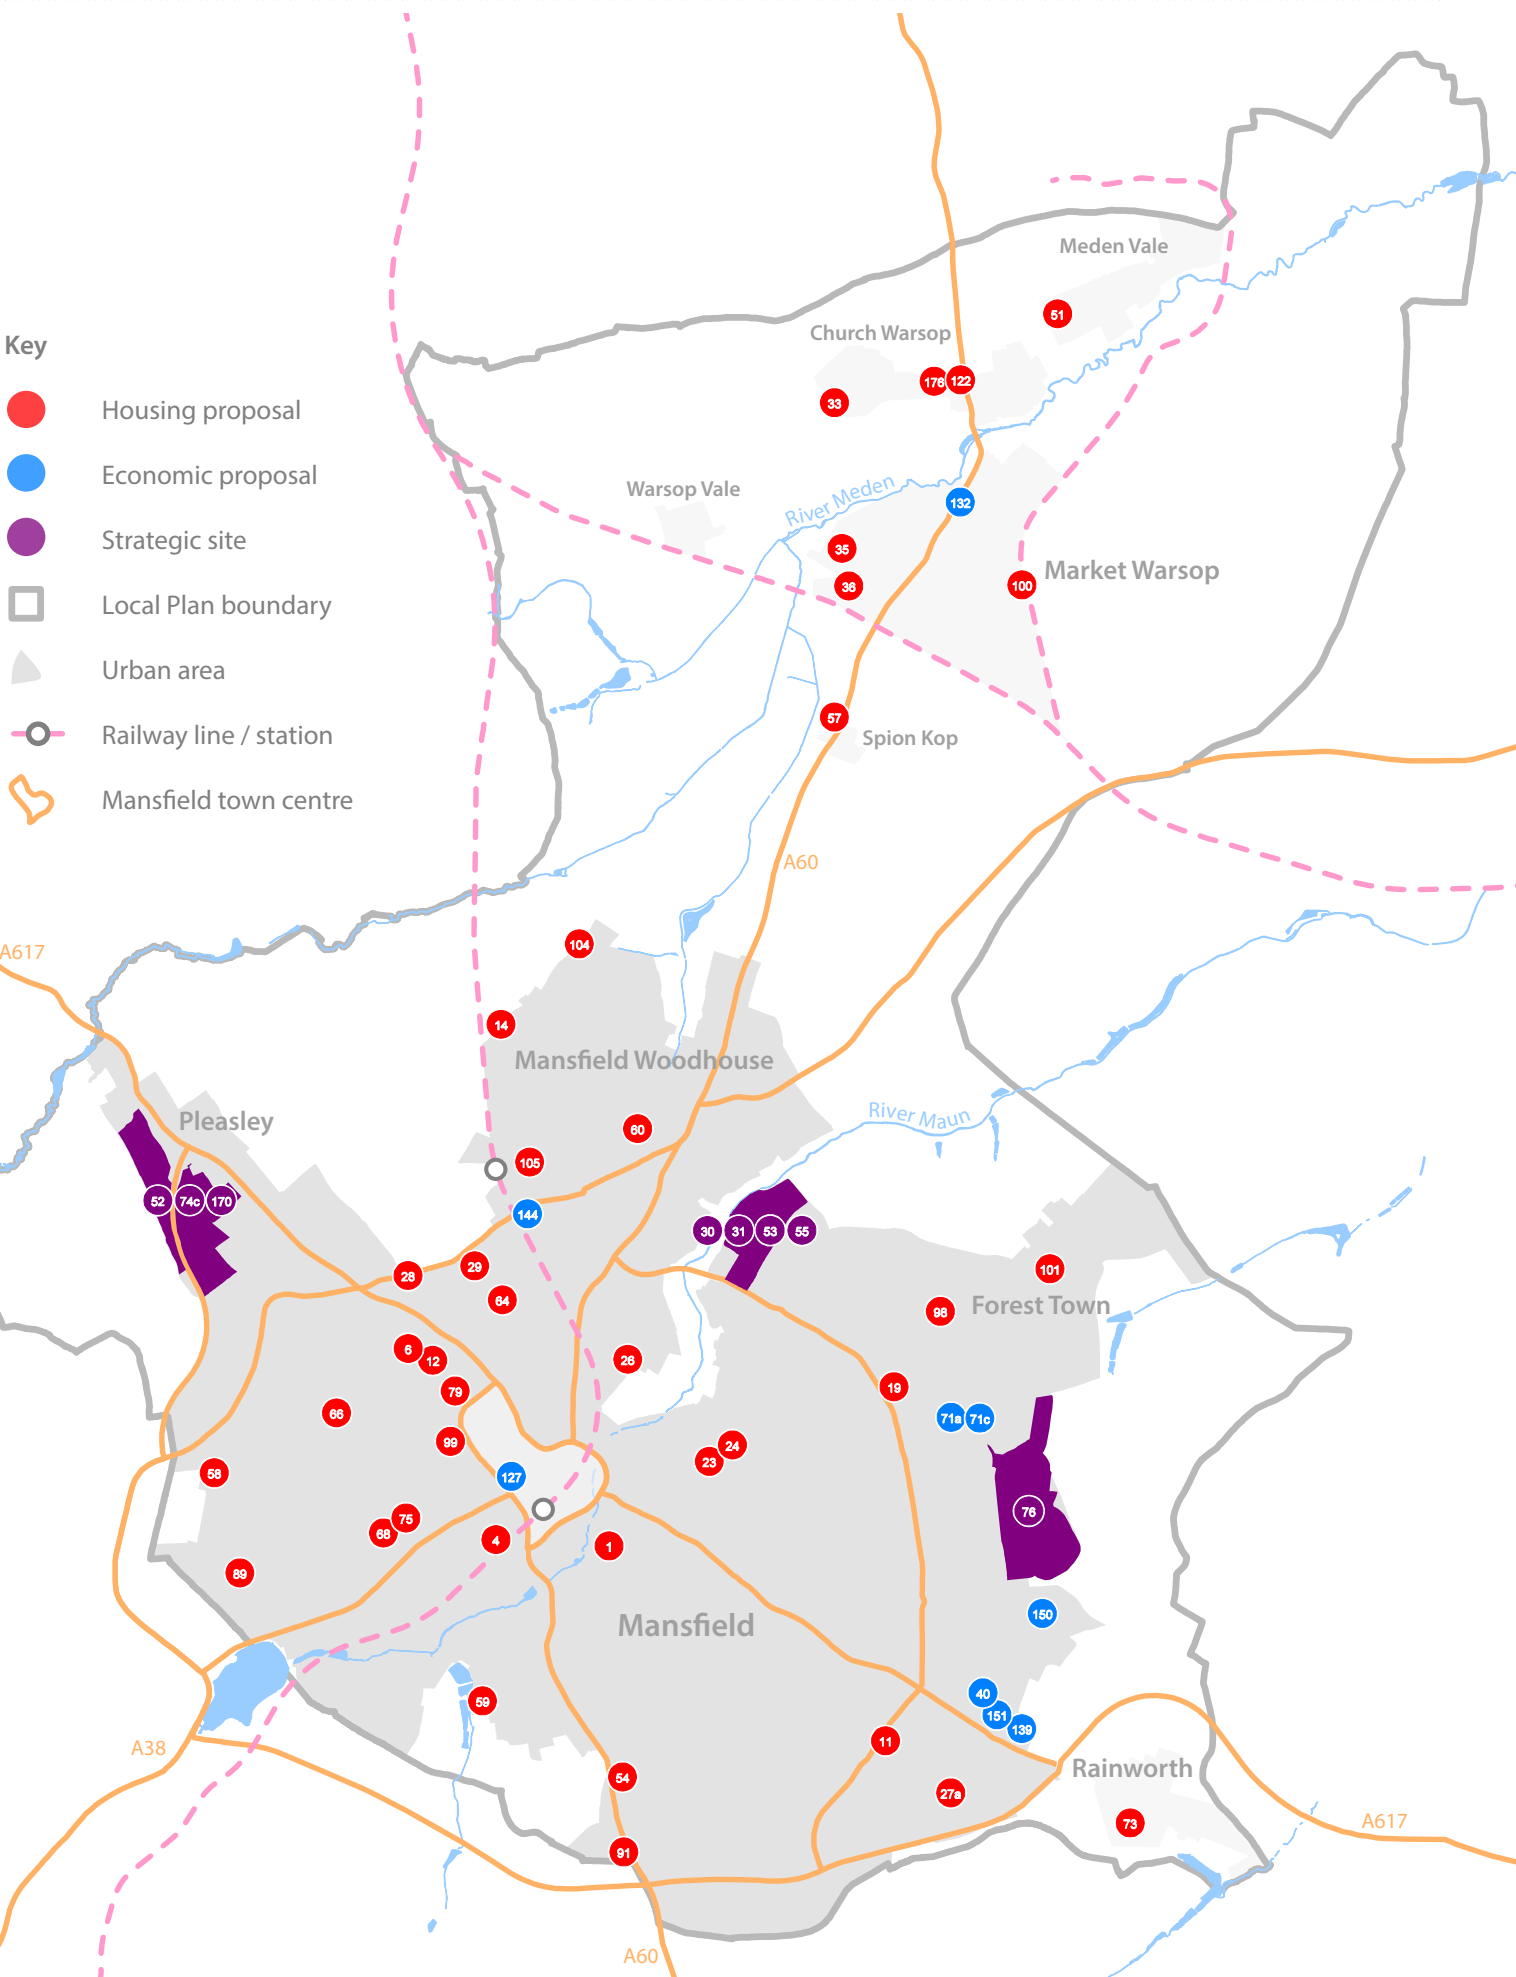 Meden Vale
51
Church Warsop
Key
176
122
33
Housing proposal
Economic proposal
Warsop Vale
River Meden
132
Strategic site
35
Market Warsop
36
100
Local Plan boundary
Urban area
57
Spion Kop
Railway line / station
Mansfield town centre
A60
A617
104
14
Mansfield Woodhouse
Pleasley
River Maun
60
105
52
74c
170
144
30
31
53
55
29
28
101
64
98
Forest Town
6
12
26
79
19
66
71a
71c
99
24
23
58
127
76
75
68
4
1
89
150
Mansfield
59
40
151
139
11
A38
Rainworth
54
27a
73
A617
91
A60